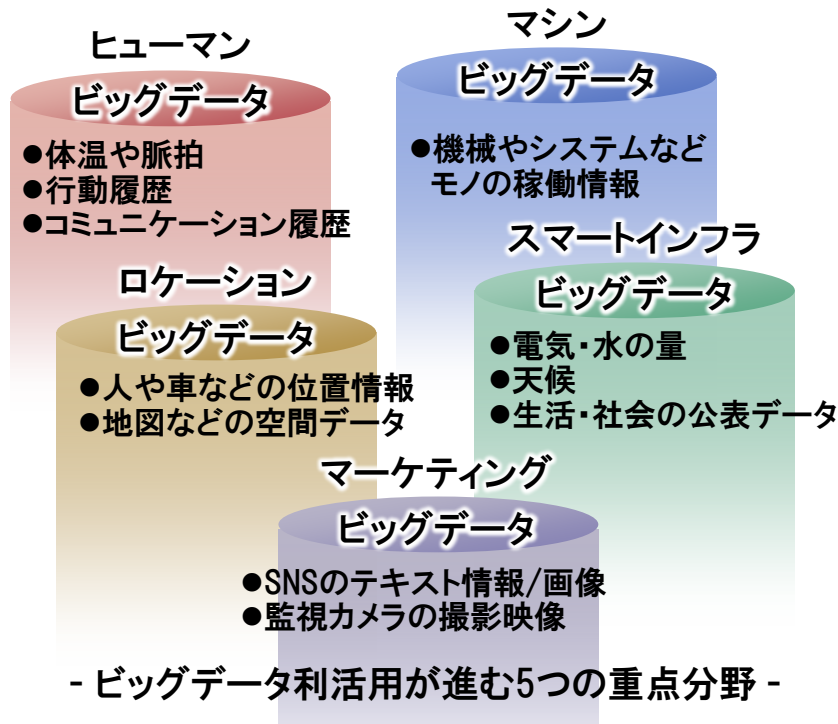 ヒューマン
ビッグデータ
●体温や脈拍
●行動履歴
●コミュニケーション履歴
マシン
ビッグデータ
●機械やシステムなど
モノの稼働情報
ロケーション
ビッグデータ
●人や車などの位置情報
●地図などの空間データ
スマートインフラ
ビッグデータ
●電気・水の量
●天候
●生活・社会の公表データ
マーケティング
ビッグデータ
●SNSのテキスト情報/画像
●監視カメラの撮影映像
- ビッグデータ利活用が進む5つの重点分野 -